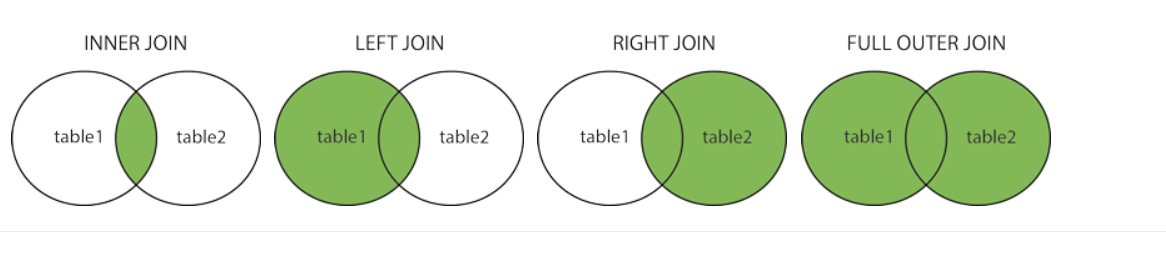 INNER JOIN
LEFT JOIN
RIGHT JOIN
FULL OUTER JOIN
table1
table2
table1
table2
table1
table2
table1
table2